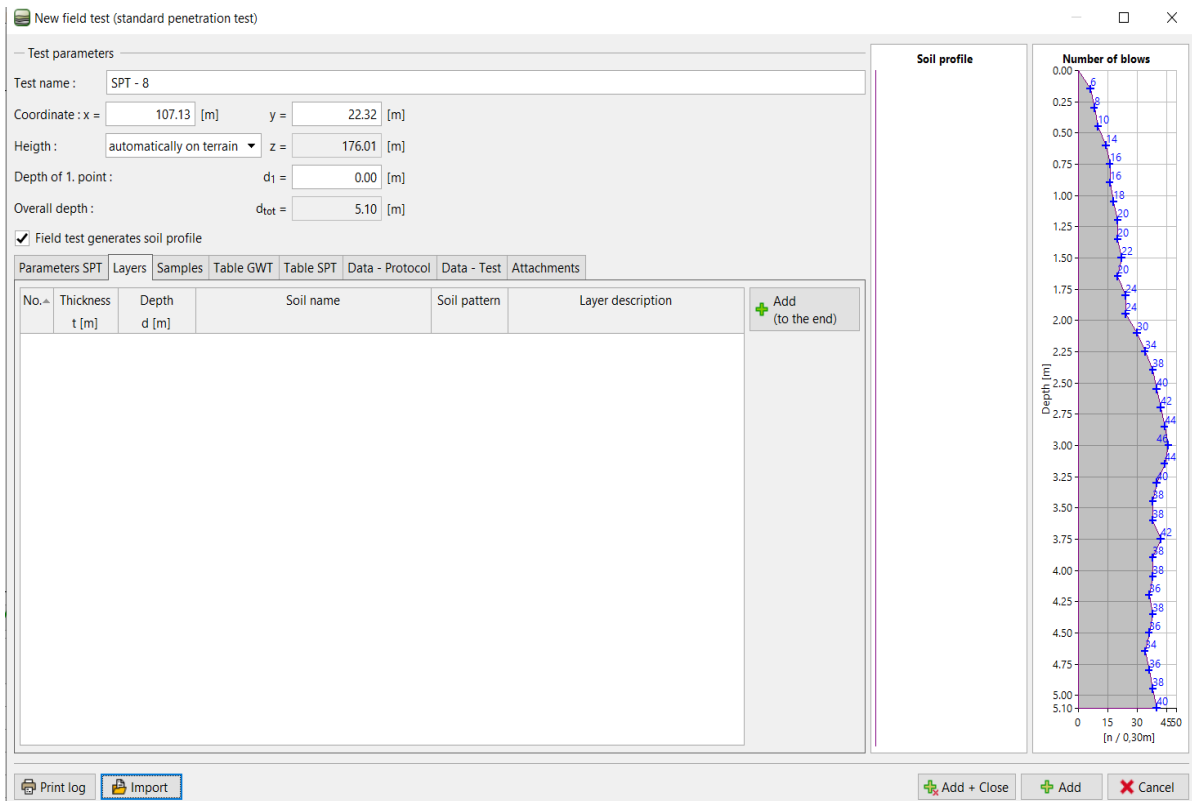 New field test (standard penetration test)
Test parameters
Test name :
SPT - 8
Coordinate : x =
107.13
[m]
y =
22.32
[m]
Heigth :
automatically on terrain
z =
176.01
[m]
Depth of 1. point :
d1 =
0.00
[m]
Overall depth :
dtot =
5.10
[m]
Field test generates soil profile
Parameters SPT
Layers
Samples
Table GWT
Table SPT
Data - Protocol
Data - Test
Attachments
No.
Thickness
t [m]
Depth
d [m]
Soil name
Soil pattern
Layer description
Add
(to the end)
Soil profile
Number of blows
0.00
6
0.25
8
10
0.50
14
0.75
16
16
1.00
18
20
1.25
20
22
1.50
20
1.75
24
24
2.00
30
2.25
34
38
2.50
40
42
2.75
44
3.00
46
44
3.25
40
38
3.50
38
3.75
42
38
4.00
38
36
4.25
38
4.50
36
34
4.75
36
38
5.00
40
5.10
Depth [m]
0
15
30
45
50
[n / 0,30m]
Print log
Import
Add + Close
Add
Cancel